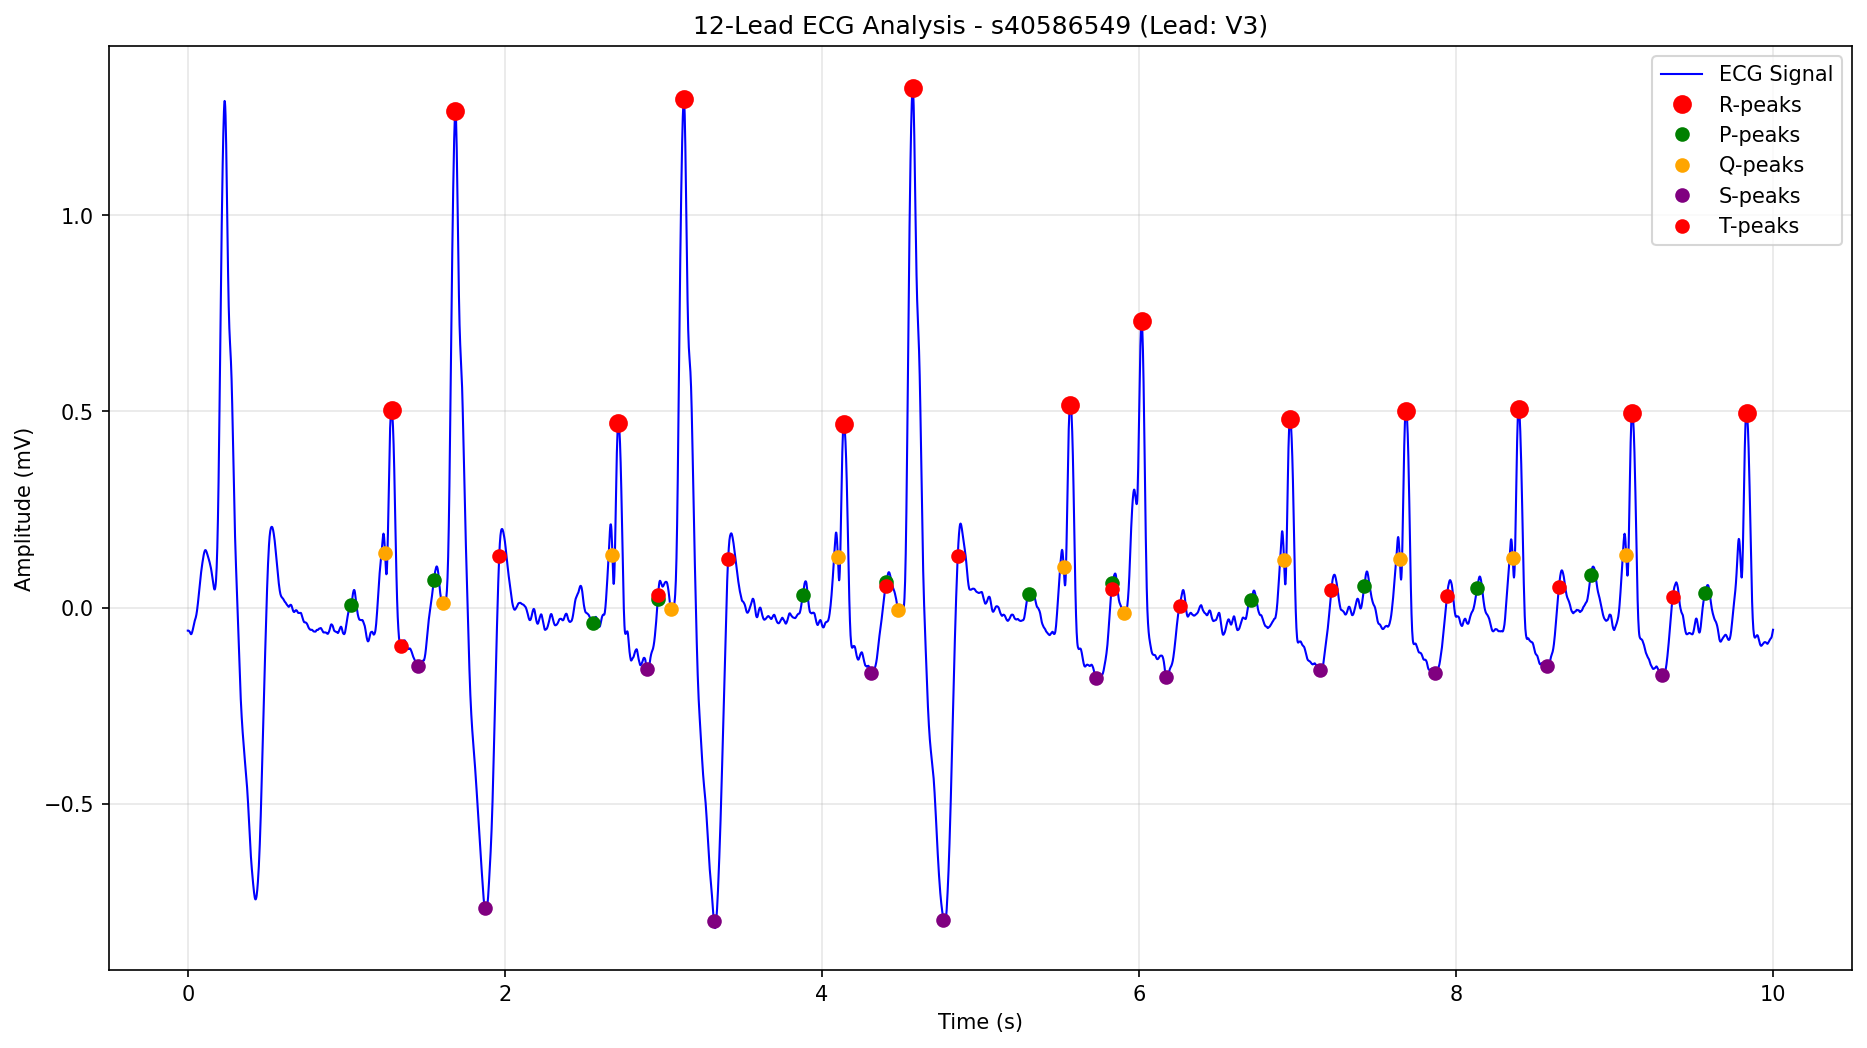 12-Lead ECG Analysis - s40586549 (Lead: V3)
ECG Signal
R-peaks
P-peaks
Q-peaks
S-peaks
T-peaks
Amplitude (mV)
1.0
0.5
0.0
−0.5
0 2 4 6 8 10
Time (s)